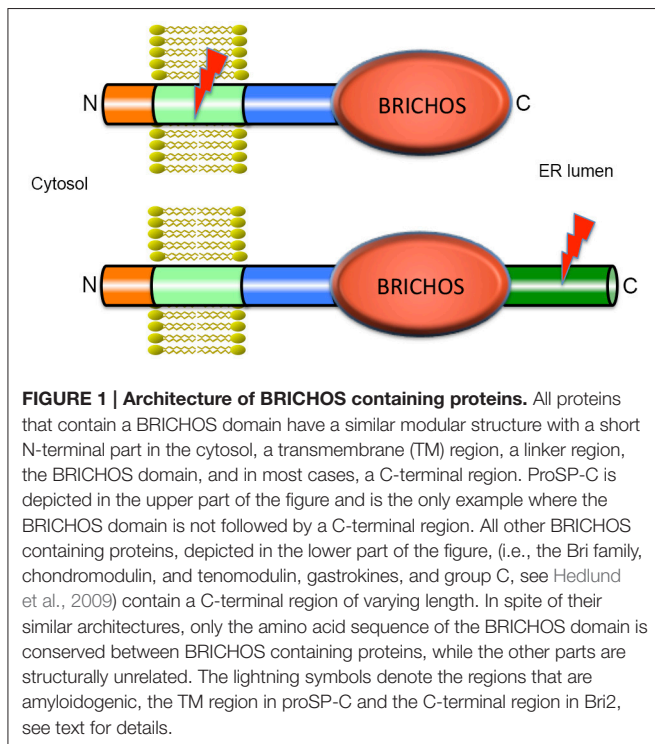 N
BRICHOS
C
Cytosol
ER lumen
N
BRICHOS
C
FIGURE 1 | Architecture of BRICHOS containing proteins. All proteins
that contain a BRICHOS domain have a similar modular structure with a short
N-terminal part in the cytosol, a transmembrane (TM) region, a linker region,
the BRICHOS domain, and in most cases, a C-terminal region. ProSP-C is
depicted in the upper part of the figure and is the only example where the
BRICHOS domain is not followed by a C-terminal region. All other BRICHOS
containing proteins, depicted in the lower part of the figure, (i.e., the Bri family,
chondromodulin, and tenomodulin, gastrokines, and group C, see Hedlund
et al., 2009) contain a C-terminal region of varying length. In spite of their
similar architectures, only the amino acid sequence of the BRICHOS domain is
conserved between BRICHOS containing proteins, while the other parts are
structurally unrelated. The lightning symbols denote the regions that are
amyloidogenic, the TM region in proSP-C and the C-terminal region in Bri2,
see text for details.